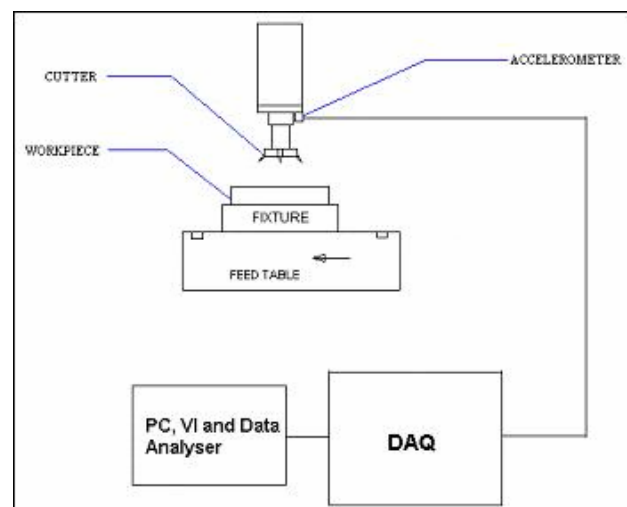 CUTTER
ACCELEROMETER
WORKPIECE
FIXTURE
FEED TABLE
PC, VI and Data
Analyser
DAQ